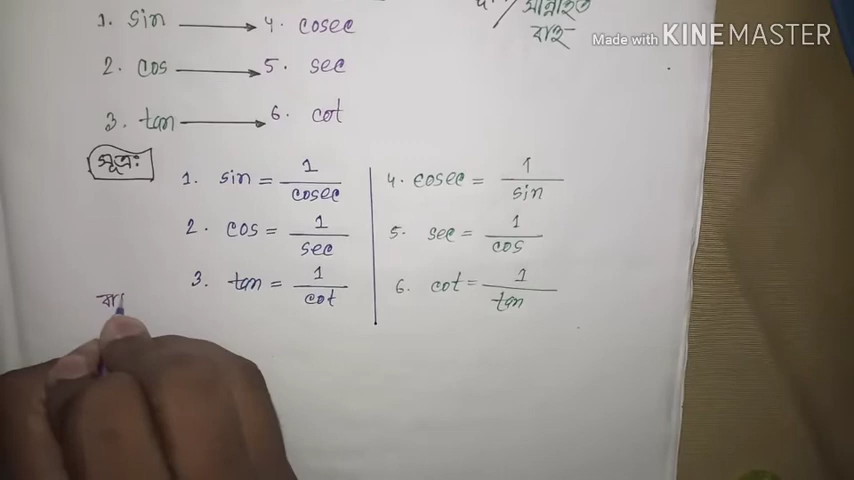 1. sin → 4. cosec
সন্নিহিত
বাহু
Made with KINEMASTER
2. cos → 5. sec
3. tan → 6. cot
সূত্রঃ
1. sin = 1/cosec
4. cosec = 1/sin
2. cos = 1/sec
5. sec = 1/cos
3. tan = 1/cot
6. cot = 1/tan
বা